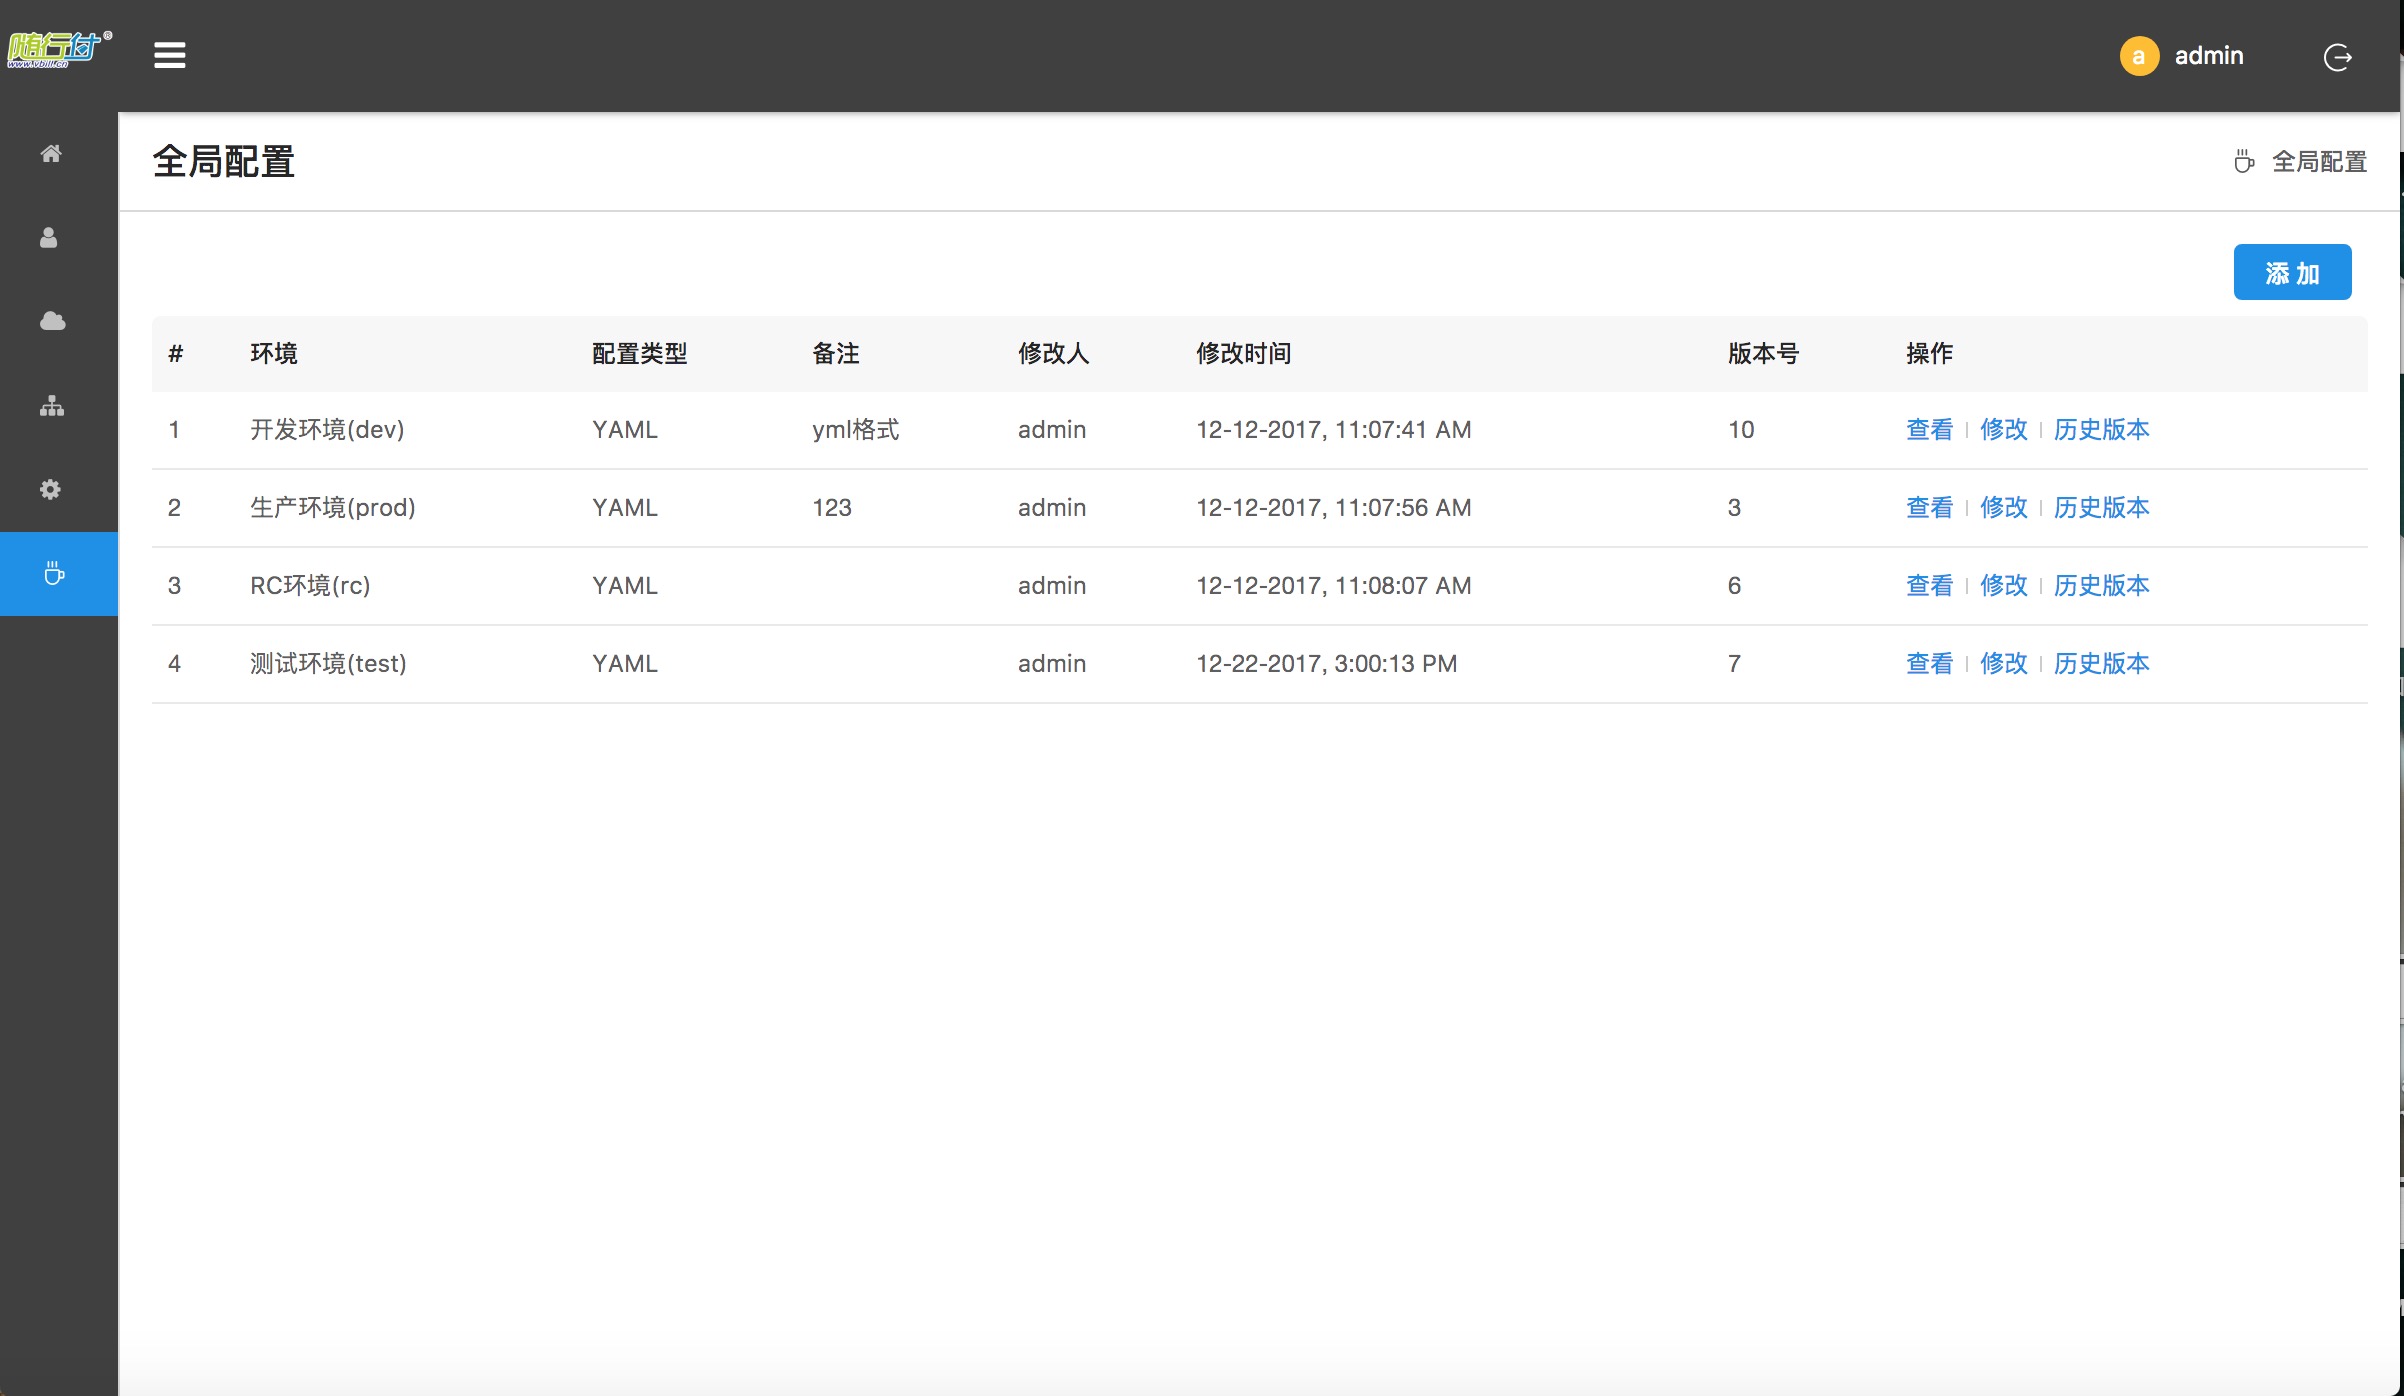 随行付®
www.vbill.cn
a admin
全局配置
全局配置
添 加
# 环境 配置类型 备注 修改人 修改时间 版本号 操作
1 开发环境(dev) YAML yml格式 admin 12-12-2017, 11:07:41 AM 10 查看 修改 历史版本
2 生产环境(prod) YAML 123 admin 12-12-2017, 11:07:56 AM 3 查看 修改 历史版本
3 RC环境(rc) YAML admin 12-12-2017, 11:08:07 AM 6 查看 修改 历史版本
4 测试环境(test) YAML admin 12-22-2017, 3:00:13 PM 7 查看 修改 历史版本